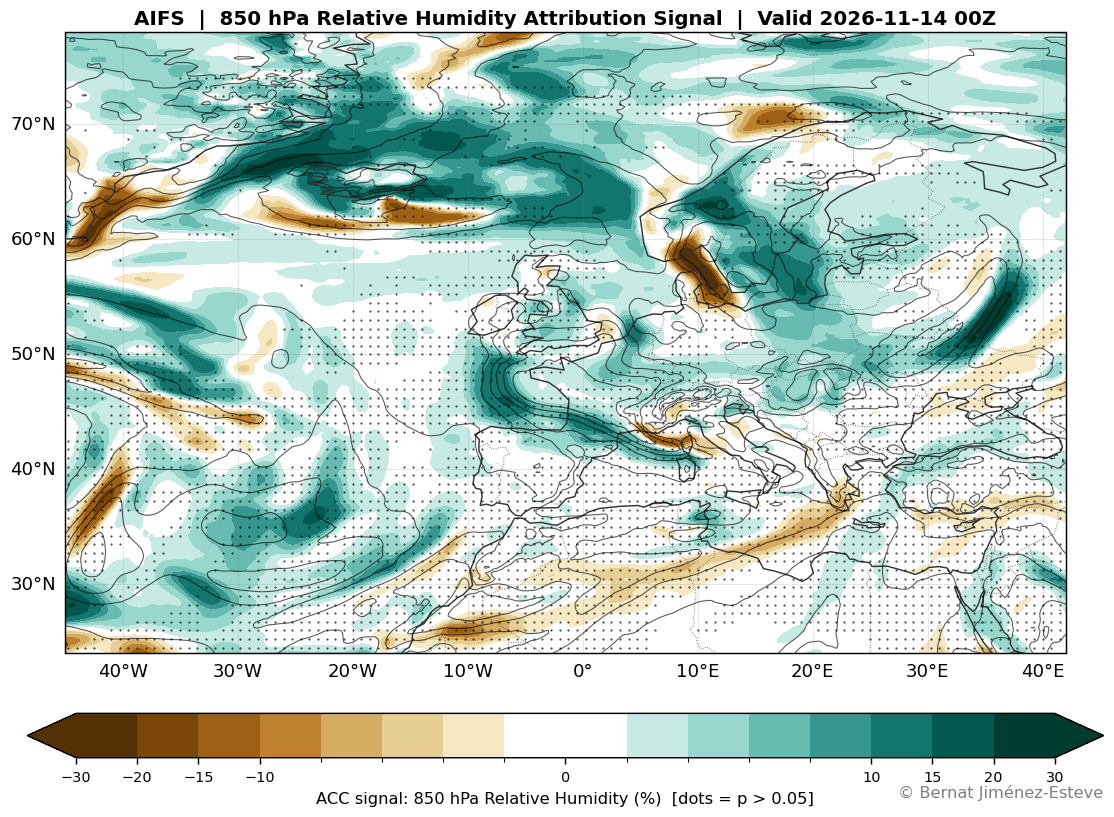 AIFS | 850 hPa Relative Humidity Attribution Signal | Valid 2026-11-14 00Z
70°N
60°N
50°N
40°N
30°N
40°W 30°W 20°W 10°W 0° 10°E 20°E 30°E 40°E
−30 −20 −15 −10 0 10 15 20 30
ACC signal: 850 hPa Relative Humidity (%) [dots = p > 0.05]
© Bernat Jiménez-Esteve